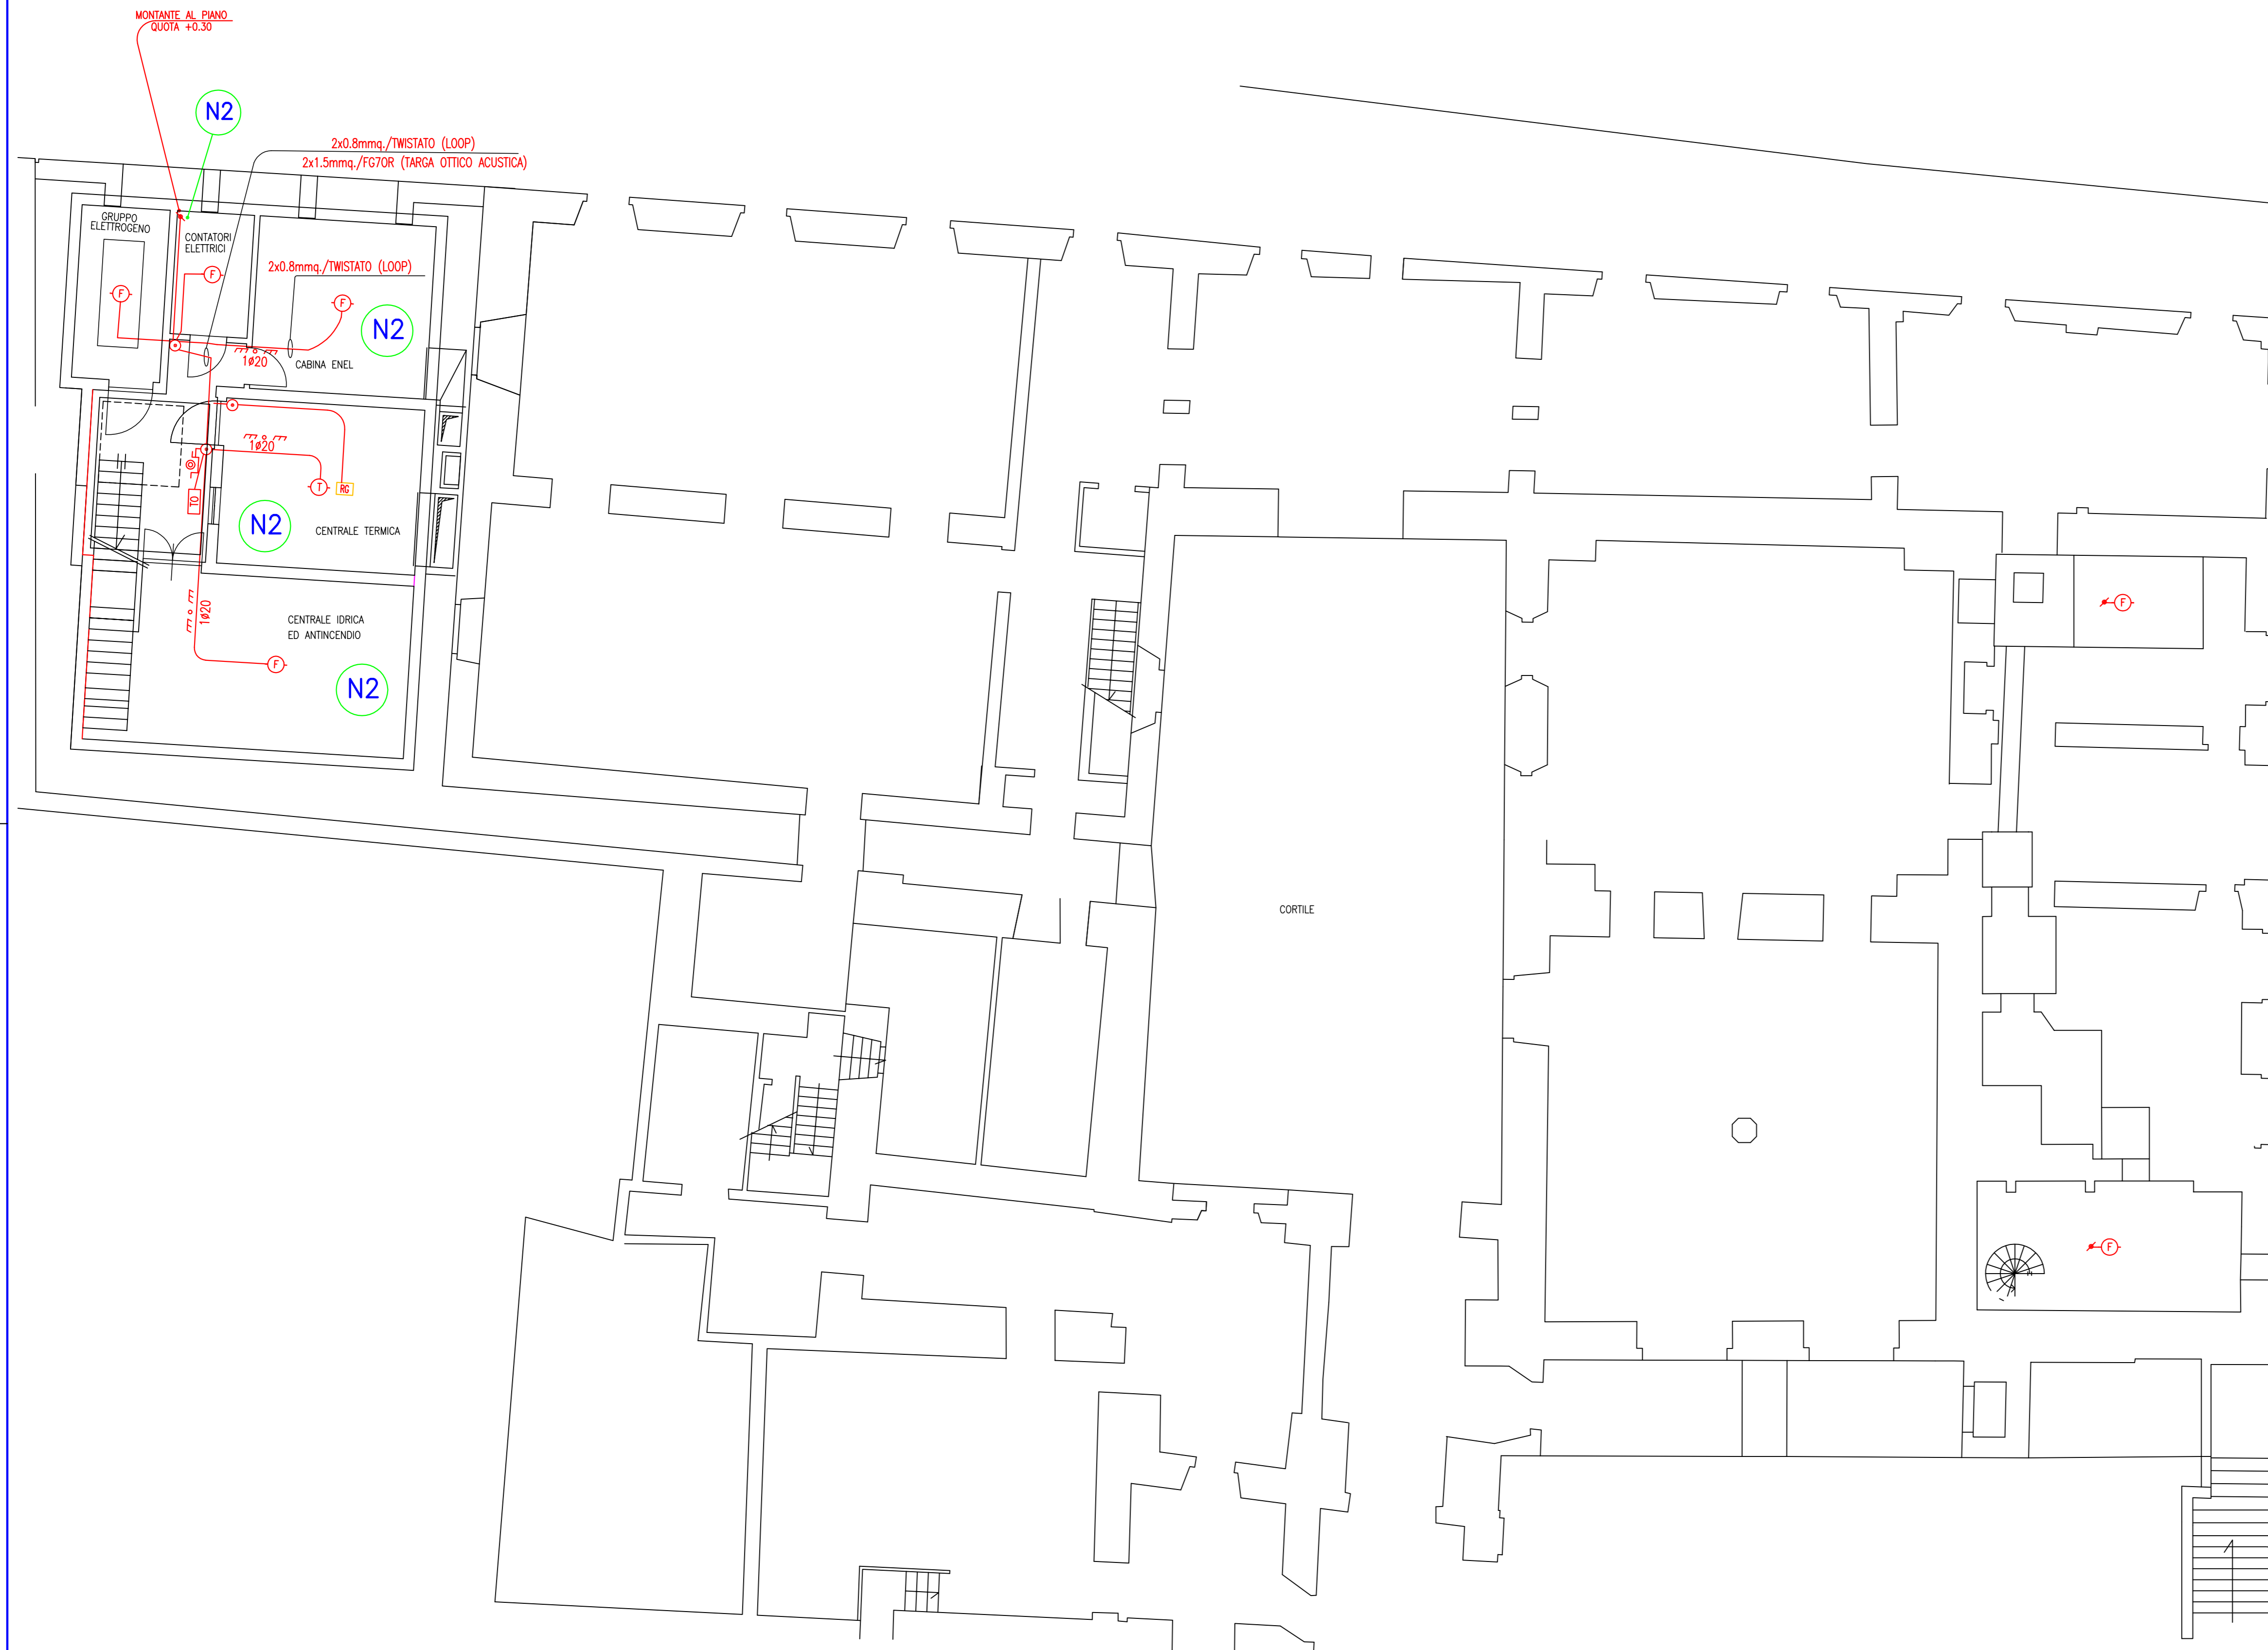 MONTANTE AL PIANO
QUOTA +0.30
N2
2x0.8mmq./TWISTATO (LOOP)
2x1.5mmq./FG7OR (TARGA OTTICO ACUSTICA)
GRUPPO
ELETTROGENO
CONTATORI
ELETTRICI
2x0.8mmq./TWISTATO (LOOP)
F
F
F
N2
1ø20
CABINA ENEL
1ø20
T
RG
TO
N2
CENTRALE TERMICA
1ø20
CENTRALE IDRICA
ED ANTINCENDIO
F
N2
F
CORTILE
F